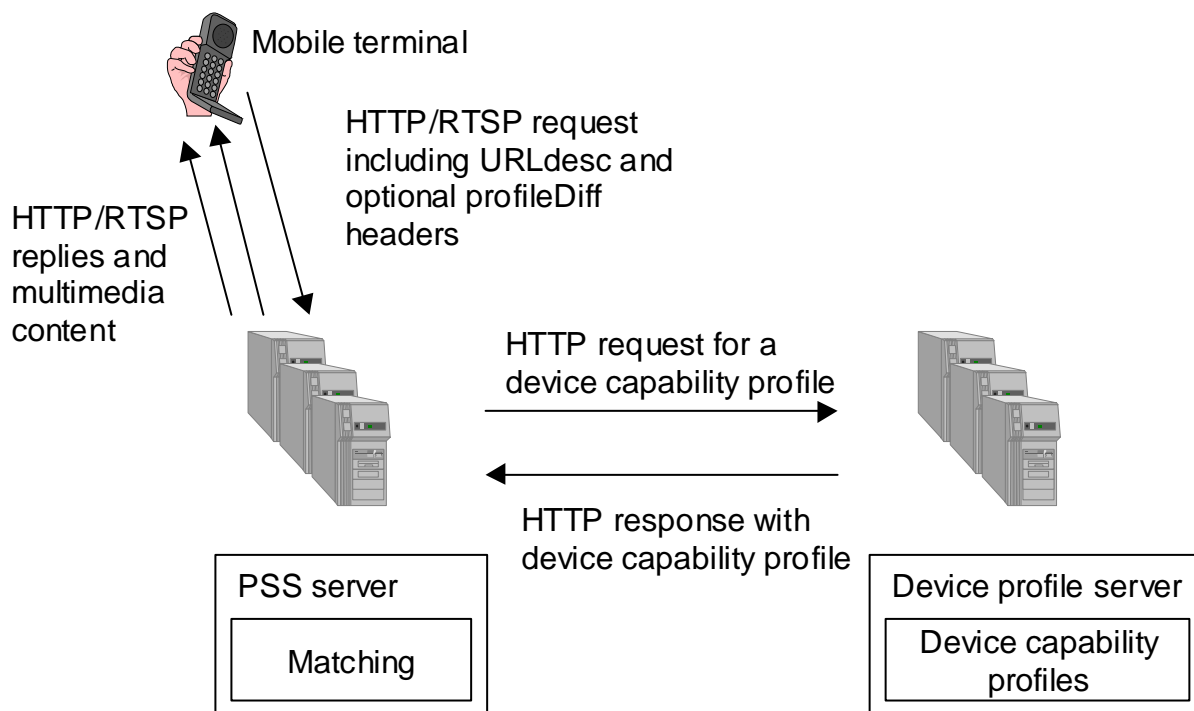 Mobile terminal
HTTP/RTSP request
including URLdesc and
optional profileDiff
headers
HTTP/RTSP
replies and
multimedia
content
HTTP request for a
device capability profile
HTTP response with
device capability profile
PSS server
Matching
Device profile server
Device capability
profiles